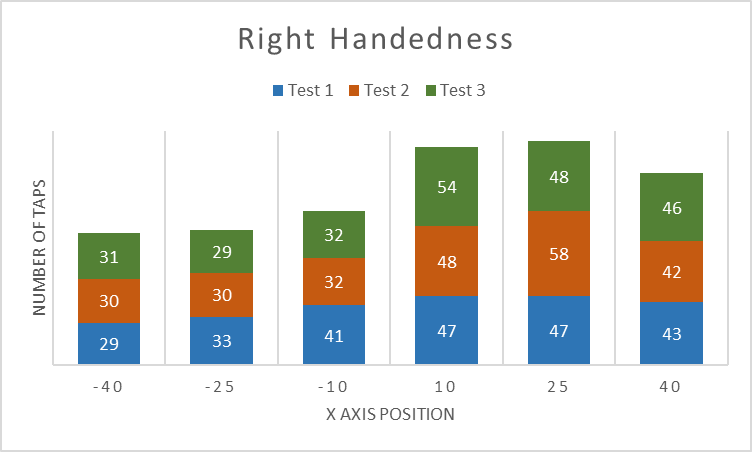 Right Handedness
Test 1 Test 2 Test 3
NUMBER OF TAPS
31 29 32 54 48 46
30 30 32 48 58 42
29 33 41 47 47 43
-40 -25 -10 10 25 40
X AXIS POSITION